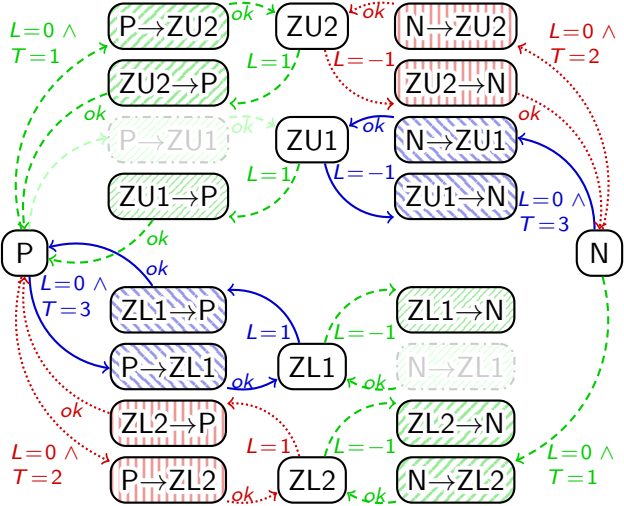 P→ZU2 ok ZU2 ok N→ZU2
L=0 ∧
T=1
L=0 ∧
T=2
ZU2→P L=1 L=−1 ZU2→N
ok ok
P→ZU1 ok ZU1 ok N→ZU1
ZU1→P L=1 L=−1 ZU1→N
L=0 ∧
T=3
ok
P N
ok
L=0 ∧
T=3
ZL1→P L=1 L=−1 ZL1→N
P→ZL1 ok ZL1 ok N→ZL1
ok
ZL2→P L=1 L=−1 ZL2→N
L=0 ∧
T=2
L=0 ∧
T=1
P→ZL2 ok ZL2 ok N→ZL2